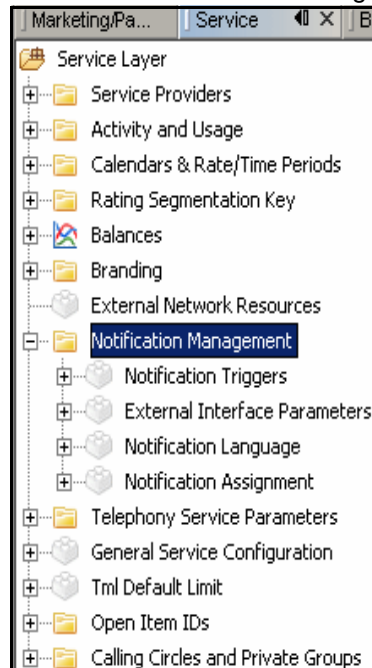 Marketing/Pa... Service B
Service Layer
Service Providers
Activity and Usage
Calendars & Rate/Time Periods
Rating Segmentation Key
Balances
Branding
External Network Resources
Notification Management
Notification Triggers
External Interface Parameters
Notification Language
Notification Assignment
Telephony Service Parameters
General Service Configuration
Tml Default Limit
Open Item IDs
Calling Circles and Private Groups